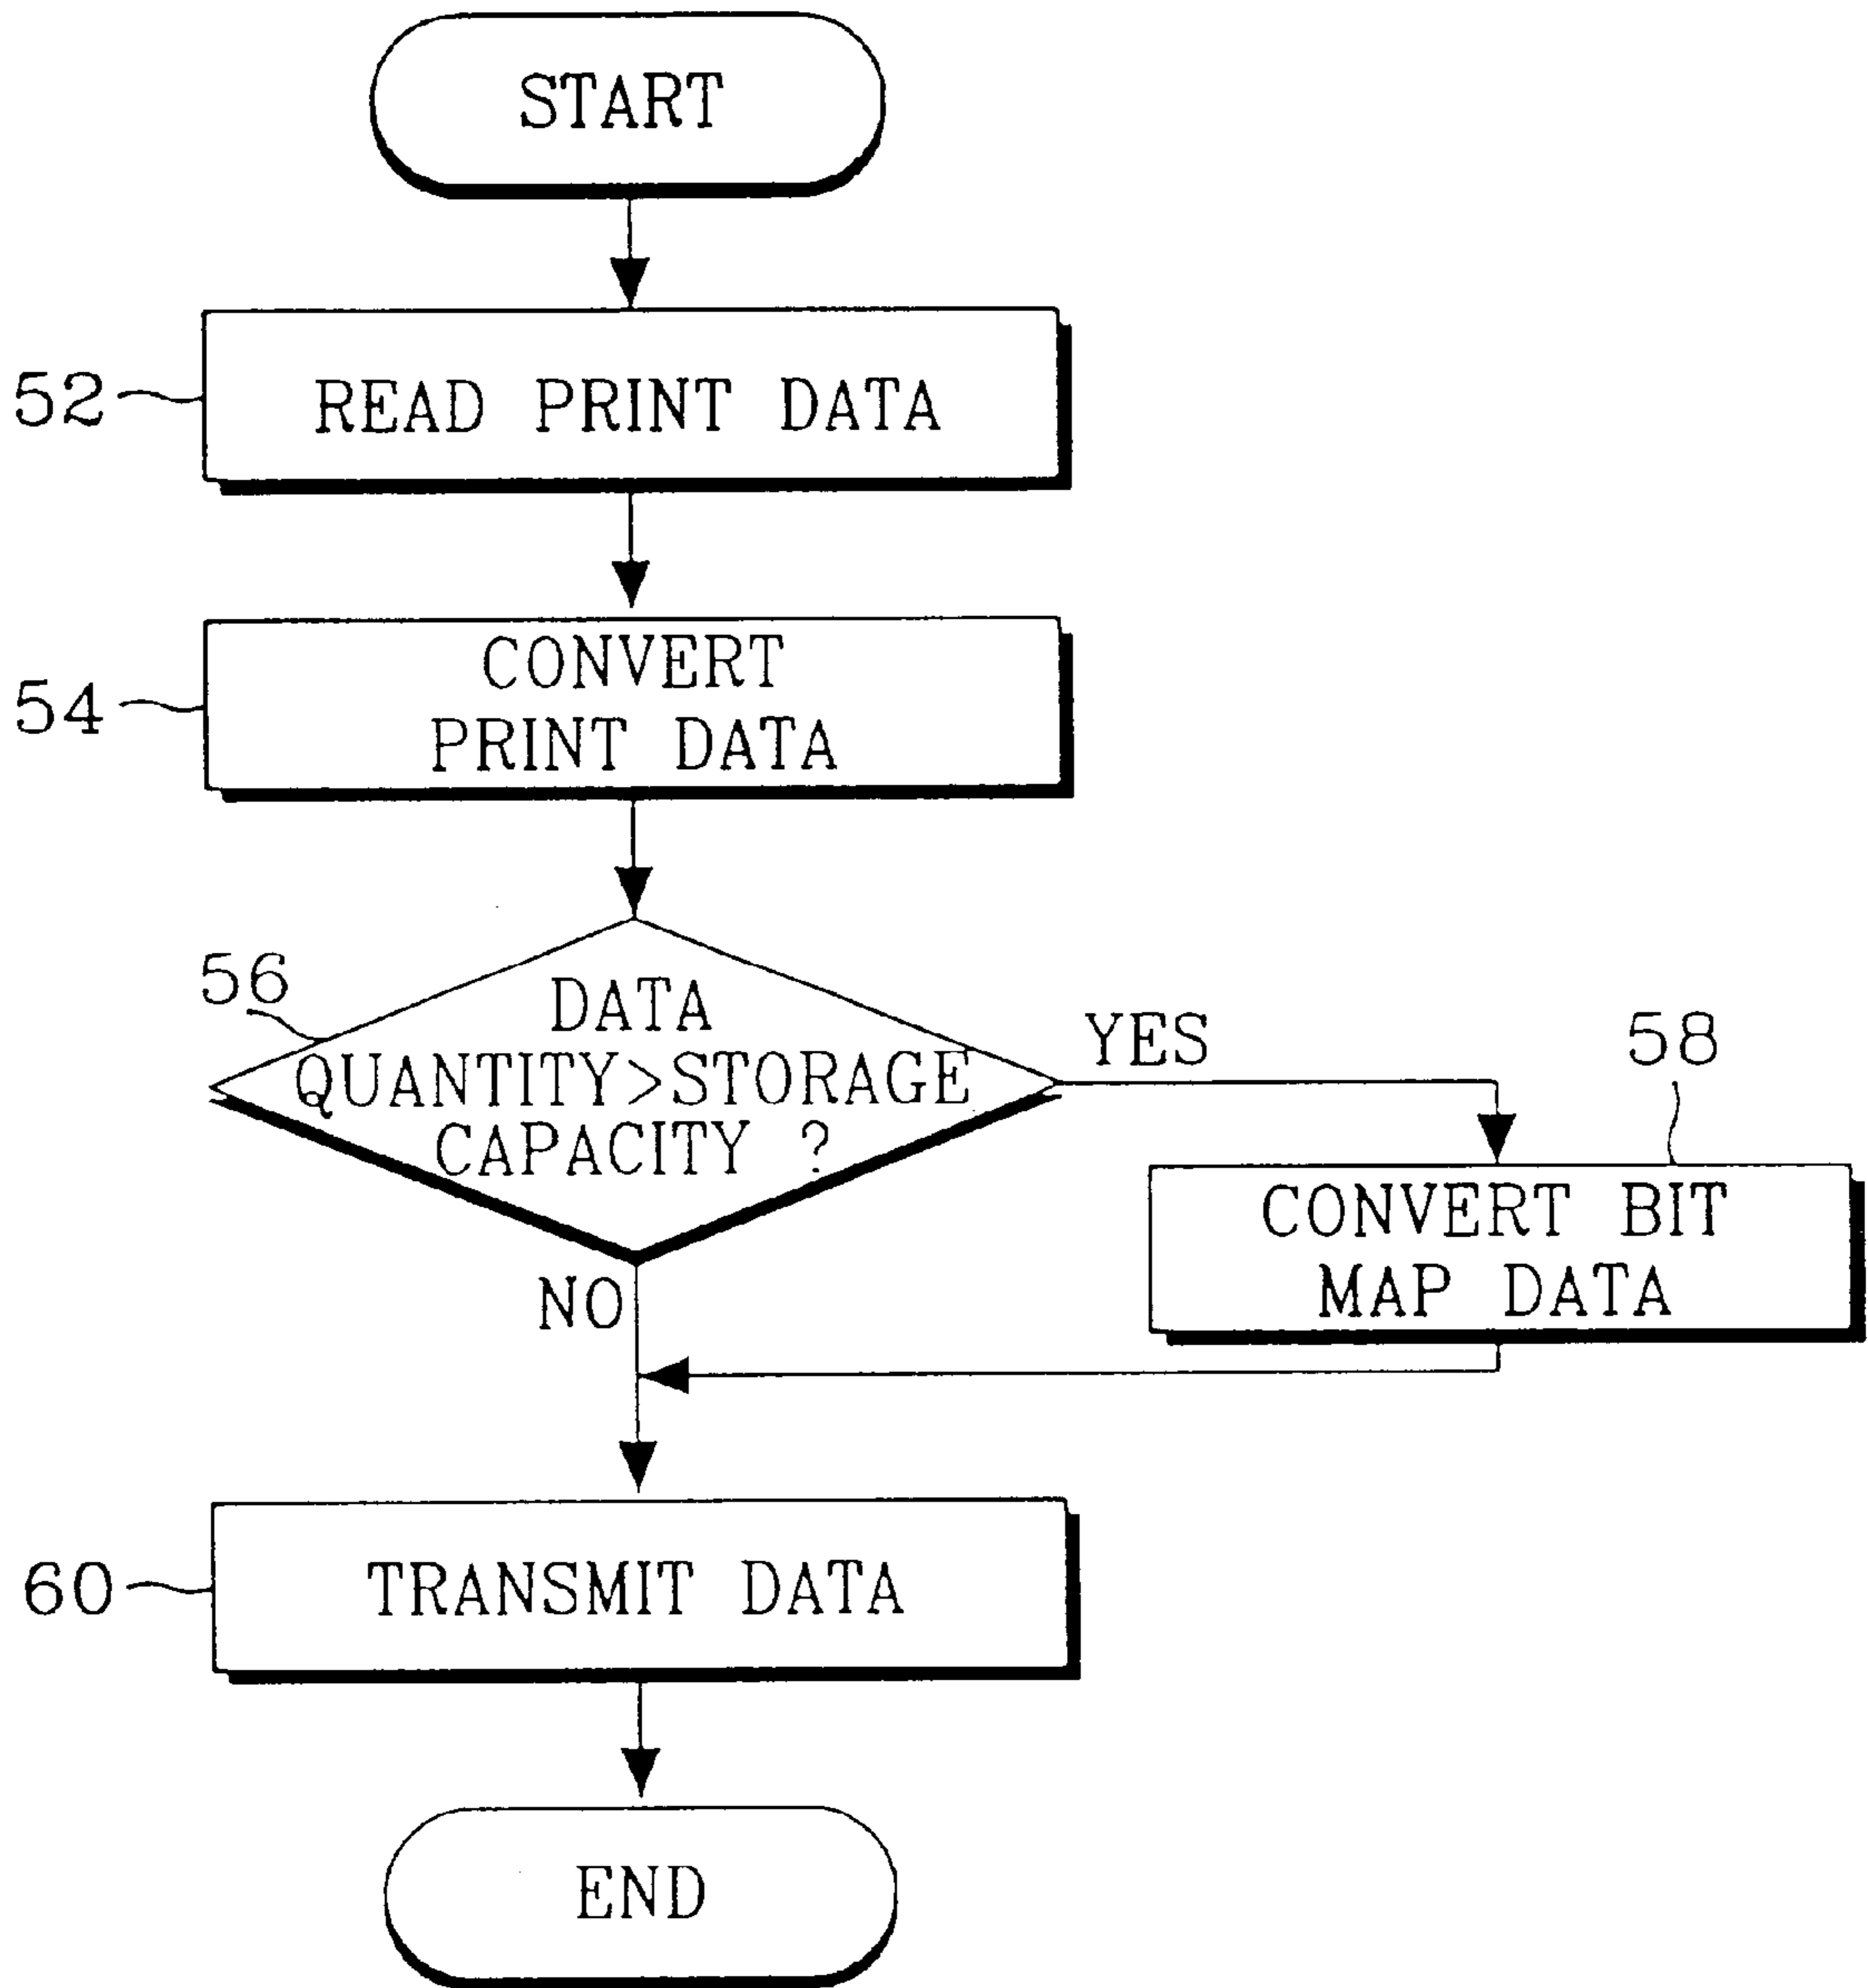 START
52
READ PRINT DATA
54
CONVERT
PRINT DATA
56
DATA
QUANTITY>STORAGE
CAPACITY ?
YES
58
CONVERT BIT
MAP DATA
NO
60
TRANSMIT DATA
END